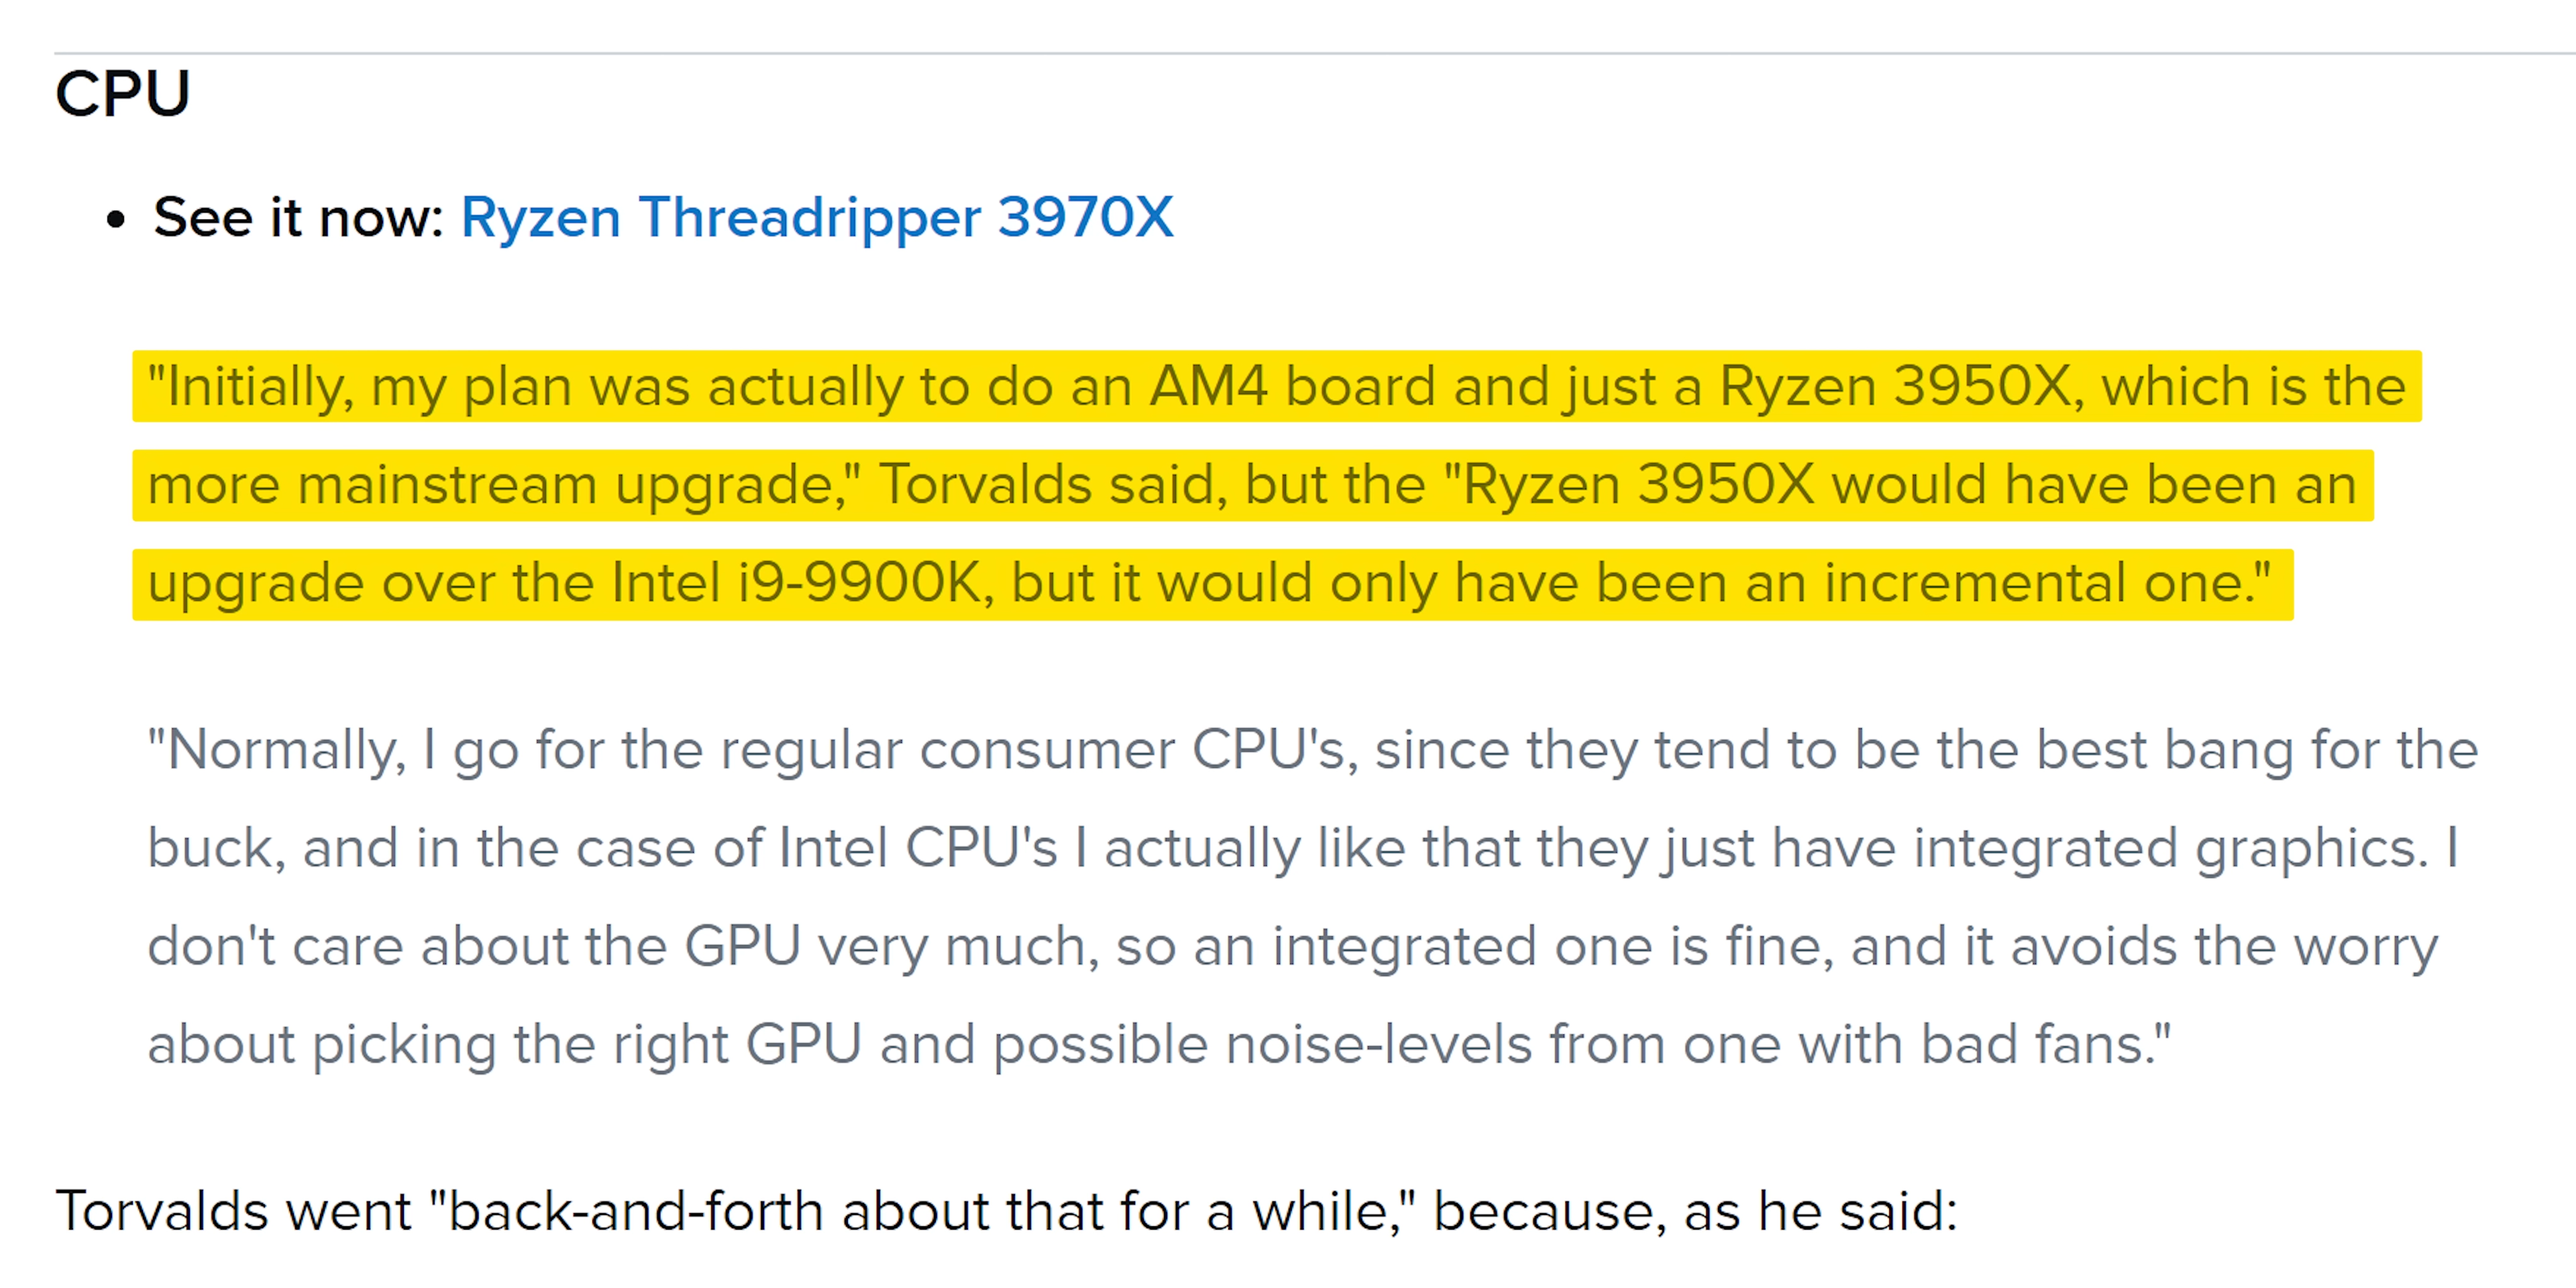 CPU
• See it now: Ryzen Threadripper 3970X
"Initially, my plan was actually to do an AM4 board and just a Ryzen 3950X, which is the
more mainstream upgrade," Torvalds said, but the "Ryzen 3950X would have been an
upgrade over the Intel i9-9900K, but it would only have been an incremental one."
"Normally, I go for the regular consumer CPU's, since they tend to be the best bang for the
buck, and in the case of Intel CPU's I actually like that they just have integrated graphics. I
don't care about the GPU very much, so an integrated one is fine, and it avoids the worry
about picking the right GPU and possible noise-levels from one with bad fans."
Torvalds went "back-and-forth about that for a while," because, as he said: